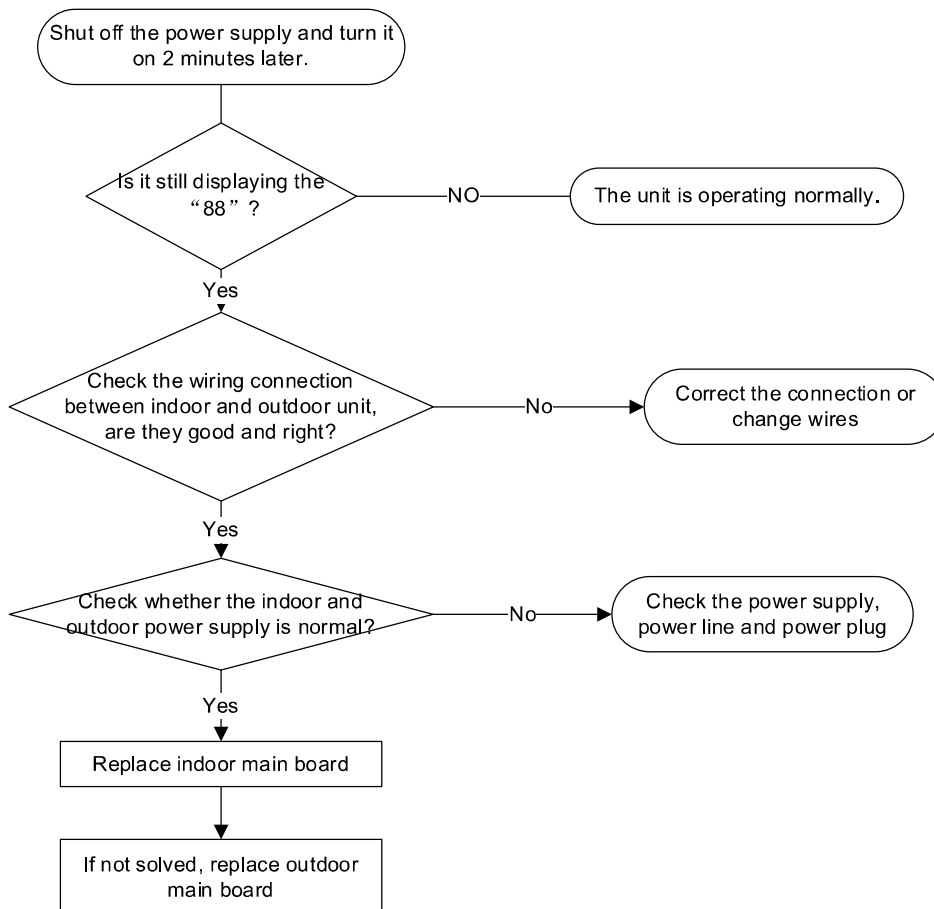 Shut off the power supply and turn it
on 2 minutes later.
Is it still displaying the
“88” ?
NO
The unit is operating normally.
Yes
Check the wiring connection
between indoor and outdoor unit,
are they good and right?
No
Correct the connection or
change wires
Yes
Check whether the indoor and
outdoor power supply is normal?
No
Check the power supply,
power line and power plug
Yes
Replace indoor main board
If not solved, replace outdoor
main board